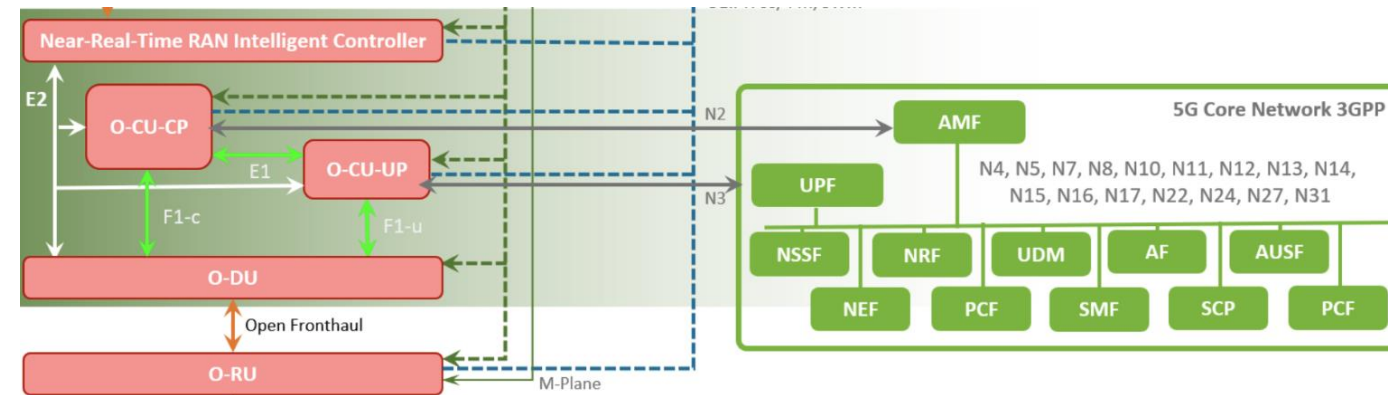 Near-Real-Time RAN Intelligent Controller
E2
O-CU-CP
N2
AMF
5G Core Network 3GPP
E1
O-CU-UP
N3
UPF
N4, N5, N7, N8, N10, N11, N12, N13, N14,
N15, N16, N17, N22, N24, N27, N31
F1-c
F1-u
NSSF
NRF
UDM
AF
AUSF
O-DU
NEF
PCF
SMF
SCP
PCF
Open Fronthaul
O-RU
M-Plane